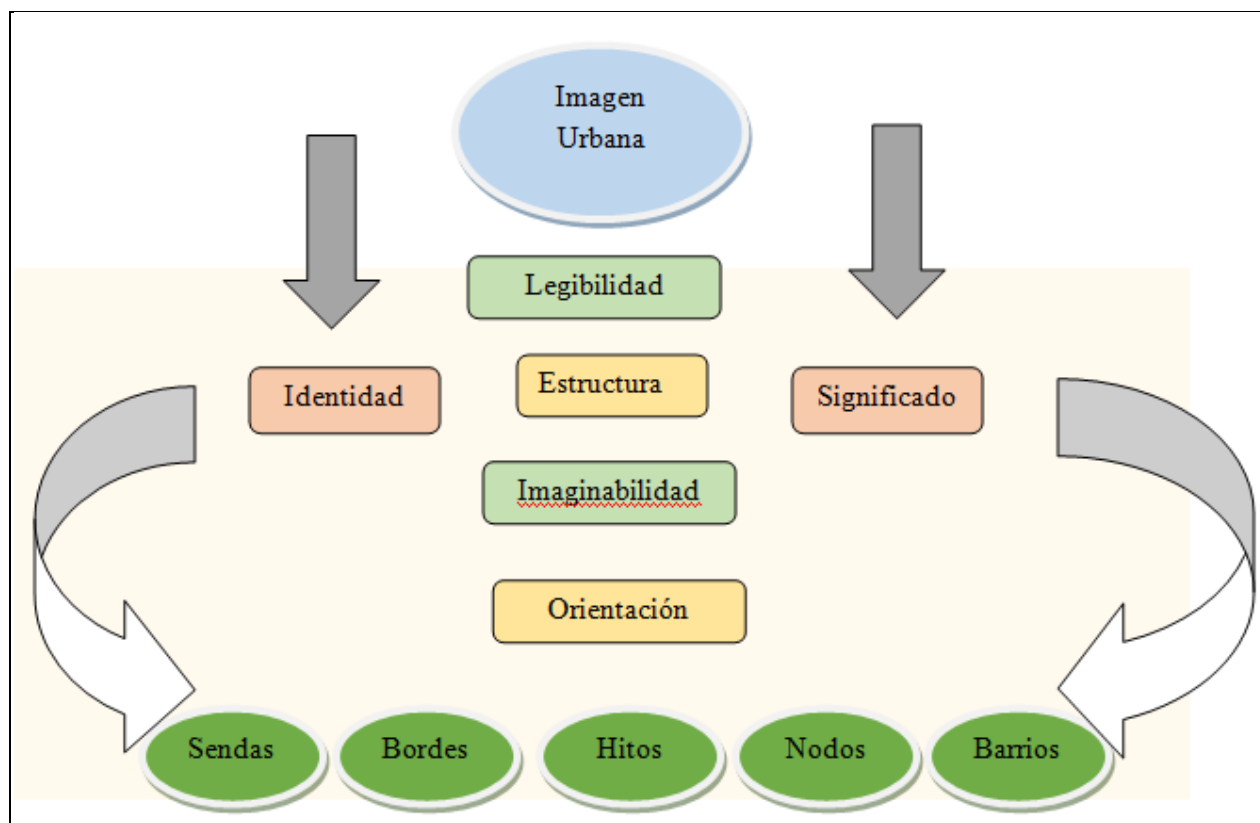 Imagen
Urbana
Legibilidad
Identidad
Estructura
Significado
Imaginabilidad
Orientación
Sendas
Bordes
Hitos
Nodos
Barrios